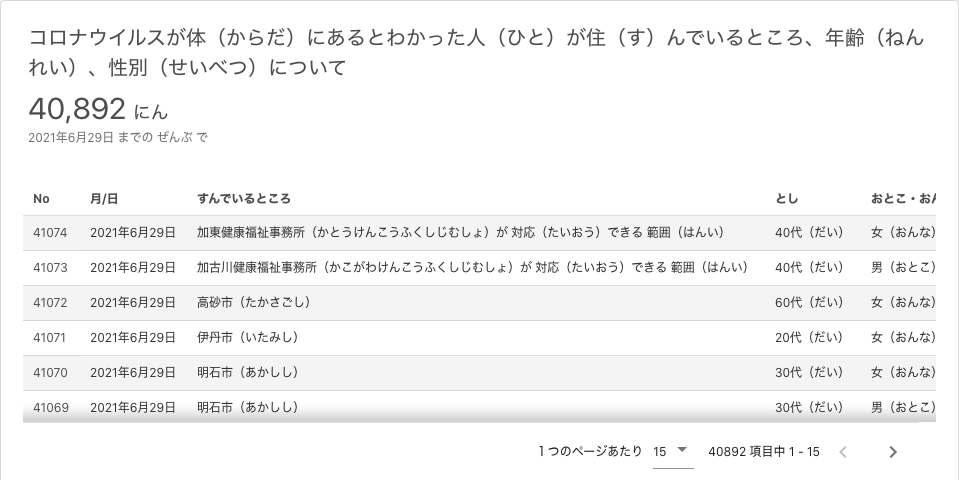 コロナウイルスが体（からだ）にあるとわかった人（ひと）が住（す）んでいるところ、年齢（ねん
れい）、性別（せいべつ）について
40,892 にん
2021年6月29日 までの ぜんぶ で
No 月/日 すんでいるところ とし おとこ・おん
41074 2021年6月29日 加東健康福祉事務所（かとうけんこうふくしじむしょ）が 対応（たいおう）できる 範囲（はんい） 40代（だい） 女（おんな）
41073 2021年6月29日 加古川健康福祉事務所（かこがわけんこうふくしじむしょ）が 対応（たいおう）できる 範囲（はんい） 40代（だい） 男（おとこ）
41072 2021年6月29日 高砂市（たかさごし） 60代（だい） 女（おんな）
41071 2021年6月29日 伊丹市（いたみし） 20代（だい） 女（おんな）
41070 2021年6月29日 明石市（あかしし） 30代（だい） 女（おんな）
41069 2021年6月29日 明石市（あかしし） 30代（だい） 男（おとこ）
1 つのページあたり 15 40892 項目中 1 - 15